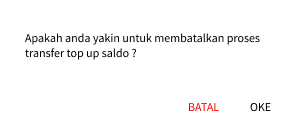 Apakah anda yakin untuk membatalkan proses
transfer top up saldo ?
BATAL OKE